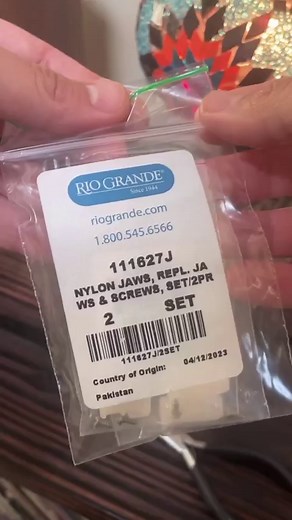 RIO GRANDE®
Since 1944
riogrande.com
1.800.545.6566
111627J
NYLON JAWS, REPL. JA
WS & SCREWS, SET/2PR
2 SET
111627J/2SET
Country of Origin: 04/12/2023
Pakistan